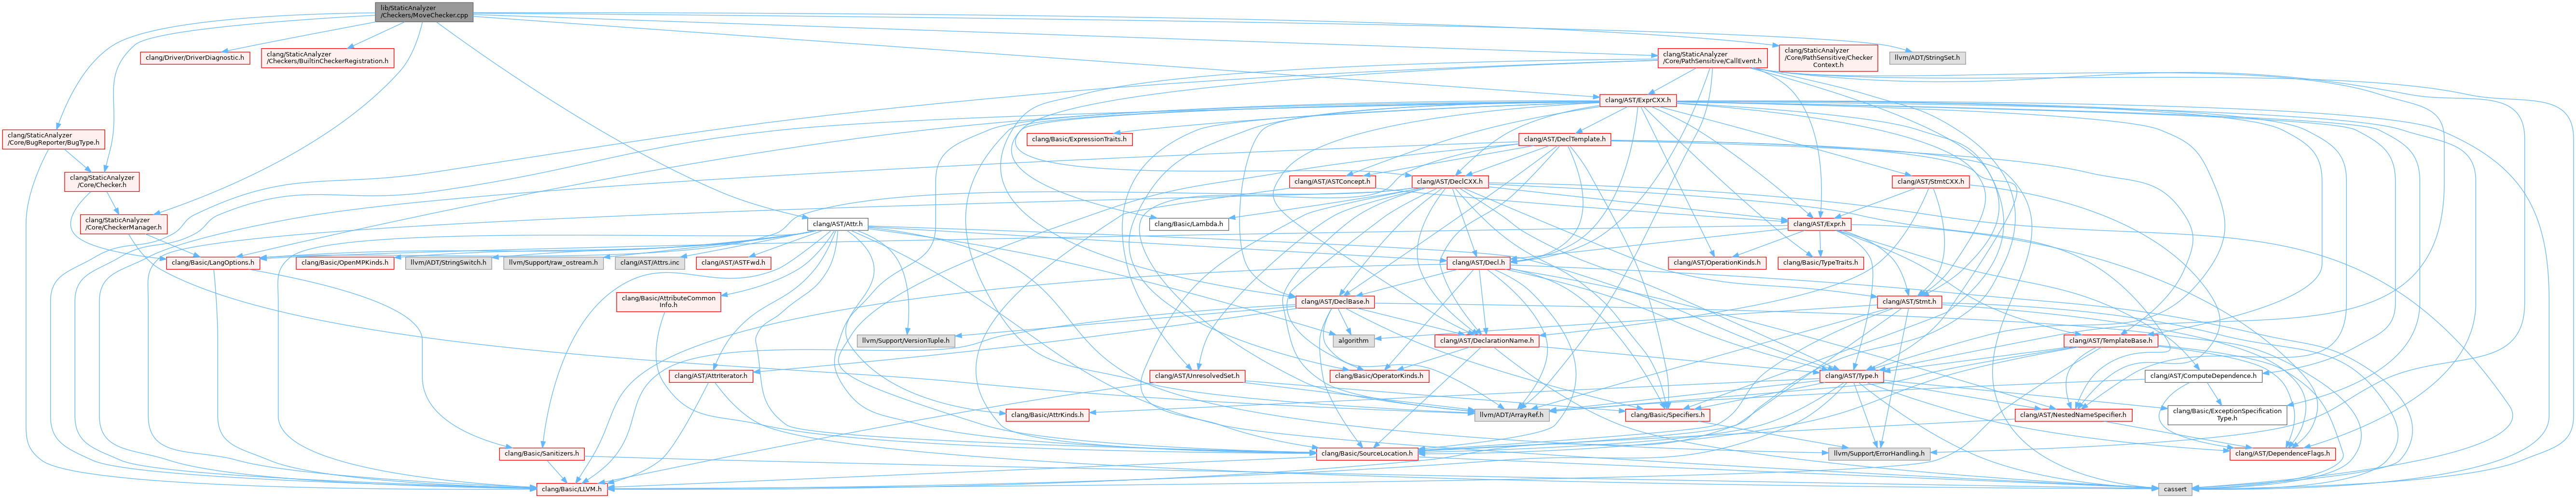 lib/StaticAnalyzer
/Checkers/MoveChecker.cpp
clang/Driver/DriverDiagnostic.h
clang/StaticAnalyzer
/Checkers/BuiltinCheckerRegistration.h
clang/StaticAnalyzer
/Core/PathSensitive/CallEvent.h
clang/StaticAnalyzer
/Core/PathSensitive/Checker
Context.h
llvm/ADT/StringSet.h
clang/AST/ExprCXX.h
clang/StaticAnalyzer
/Core/BugReporter/BugType.h
clang/Basic/ExpressionTraits.h
clang/AST/DeclTemplate.h
clang/StaticAnalyzer
/Core/Checker.h
clang/AST/ASTConcept.h
clang/AST/DeclCXX.h
clang/AST/StmtCXX.h
clang/StaticAnalyzer
/Core/CheckerManager.h
clang/AST/Attr.h
clang/Basic/Lambda.h
clang/AST/Expr.h
clang/Basic/LangOptions.h
clang/Basic/OpenMPKinds.h
llvm/ADT/StringSwitch.h
llvm/Support/raw_ostream.h
clang/AST/Attrs.inc
clang/AST/ASTFwd.h
clang/AST/Decl.h
clang/AST/OperationKinds.h
clang/Basic/TypeTraits.h
clang/Basic/AttributeCommon
Info.h
clang/AST/DeclBase.h
clang/AST/Stmt.h
llvm/Support/VersionTuple.h
algorithm
clang/AST/DeclarationName.h
clang/AST/TemplateBase.h
clang/AST/AttrIterator.h
clang/Basic/OperatorKinds.h
clang/AST/UnresolvedSet.h
clang/AST/Type.h
clang/AST/ComputeDependence.h
clang/Basic/AttrKinds.h
llvm/ADT/ArrayRef.h
clang/Basic/Specifiers.h
clang/AST/NestedNameSpecifier.h
clang/Basic/ExceptionSpecification
Type.h
clang/Basic/Sanitizers.h
clang/Basic/SourceLocation.h
llvm/Support/ErrorHandling.h
clang/AST/DependenceFlags.h
clang/Basic/LLVM.h
cassert